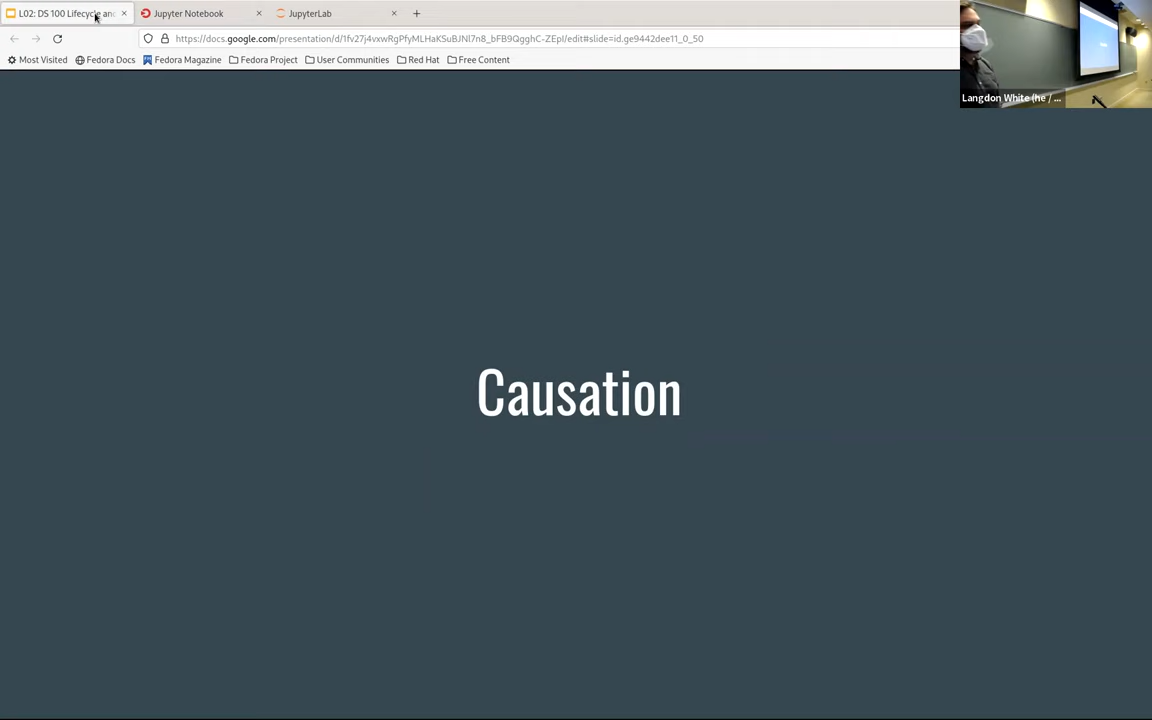 L02: DS 100 Lifecycle an
Jupyter Notebook
JupyterLab
https://docs.google.com/presentation/d/1fv27j4vxwRgPfyMLHaKSuBJNl7n8_bFB9QgghC-ZEpI/edit#slide=id.ge9442dee11_0_50
Most Visited
Fedora Docs
Fedora Magazine
Fedora Project
User Communities
Red Hat
Free Content
Langdon White (he / ...
Causation